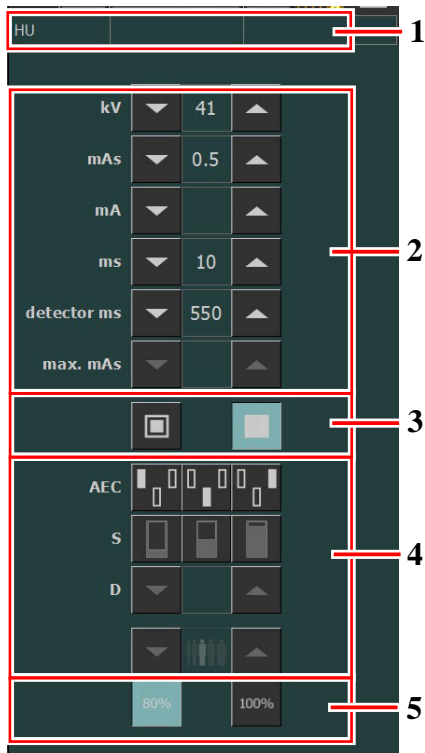 HU 1
kV 41
mAs 0.5
mA
2
ms 10
detector ms 550
max. mAs
3
AEC
S
4
D
80% 100% 5